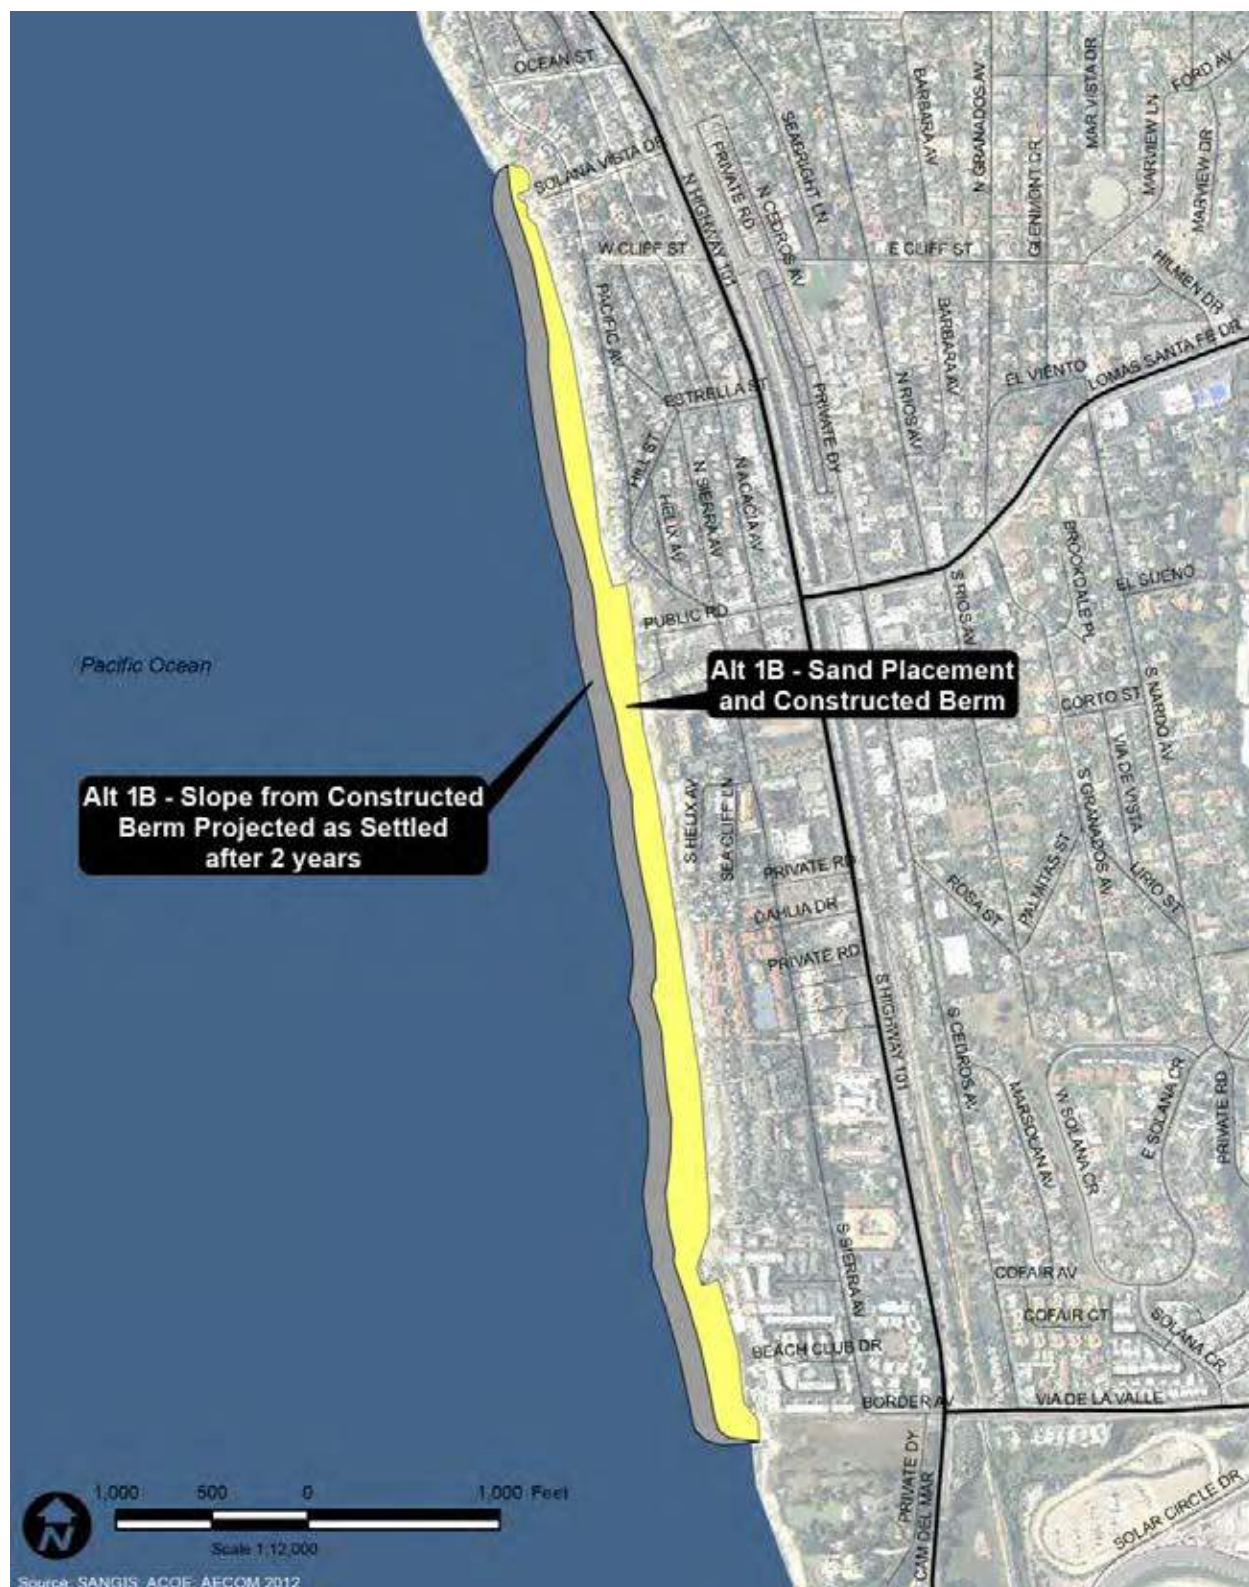 OCEAN ST
SOLANA VISTA DR
N HIGHWAY 101
PRIVATE RD
N CEDROS AV
SEABRIGHT LN
BARBARA AV
N GRANADOS AV
GLENMONT DR
MAR VISTA DR
MARVIEW LN
FORD AV
MARVIEW DR
W CLIFF ST
E CLIFF ST
HILMEN DR
PACIFIC AV
ESTRELLA ST
PRIVATE DY
N RIOS AV
BARBARA AV
EL VIENTO
LOMAS SANTA FE DR
HILL ST
HELIX AV
N SIERRA AV
N ACACIA AV
PUBLIC RD
S RIOS AV
BROOKDALE PL
EL SUENO
Pacific Ocean
Alt 1B - Sand Placement
and Constructed Berm
CORTO ST
S NARDO AV
VIA DE VISTA
S GRANADOS AV
Alt 1B - Slope from Constructed
Berm Projected as Settled
after 2 years
S HELIX AV
SEA CLIFF LN
PRIVATE RD
DAHLIA DR
PRIVATE RD
ROSA ST
PALMITAS ST
LIRIO ST
S HIGHWAY 101
S CEDROS AV
MARSOLAN AV
W SOLANA CR
E SOLANA CR
PRIVATE RD
S SIERRA AV
COFAIR AV
COFAIR CT
SOLANA CR
BEACH CLUB DR
BORDER AV
VIA DE LA VALLE
PRIVATE DY
CAM DEL MAR
SOLAR CIRCLE DR
1,000 500 0 1,000 Feet
N
Scale 1:12,000
Source: SANGIS; ACOE; AECOM 2012